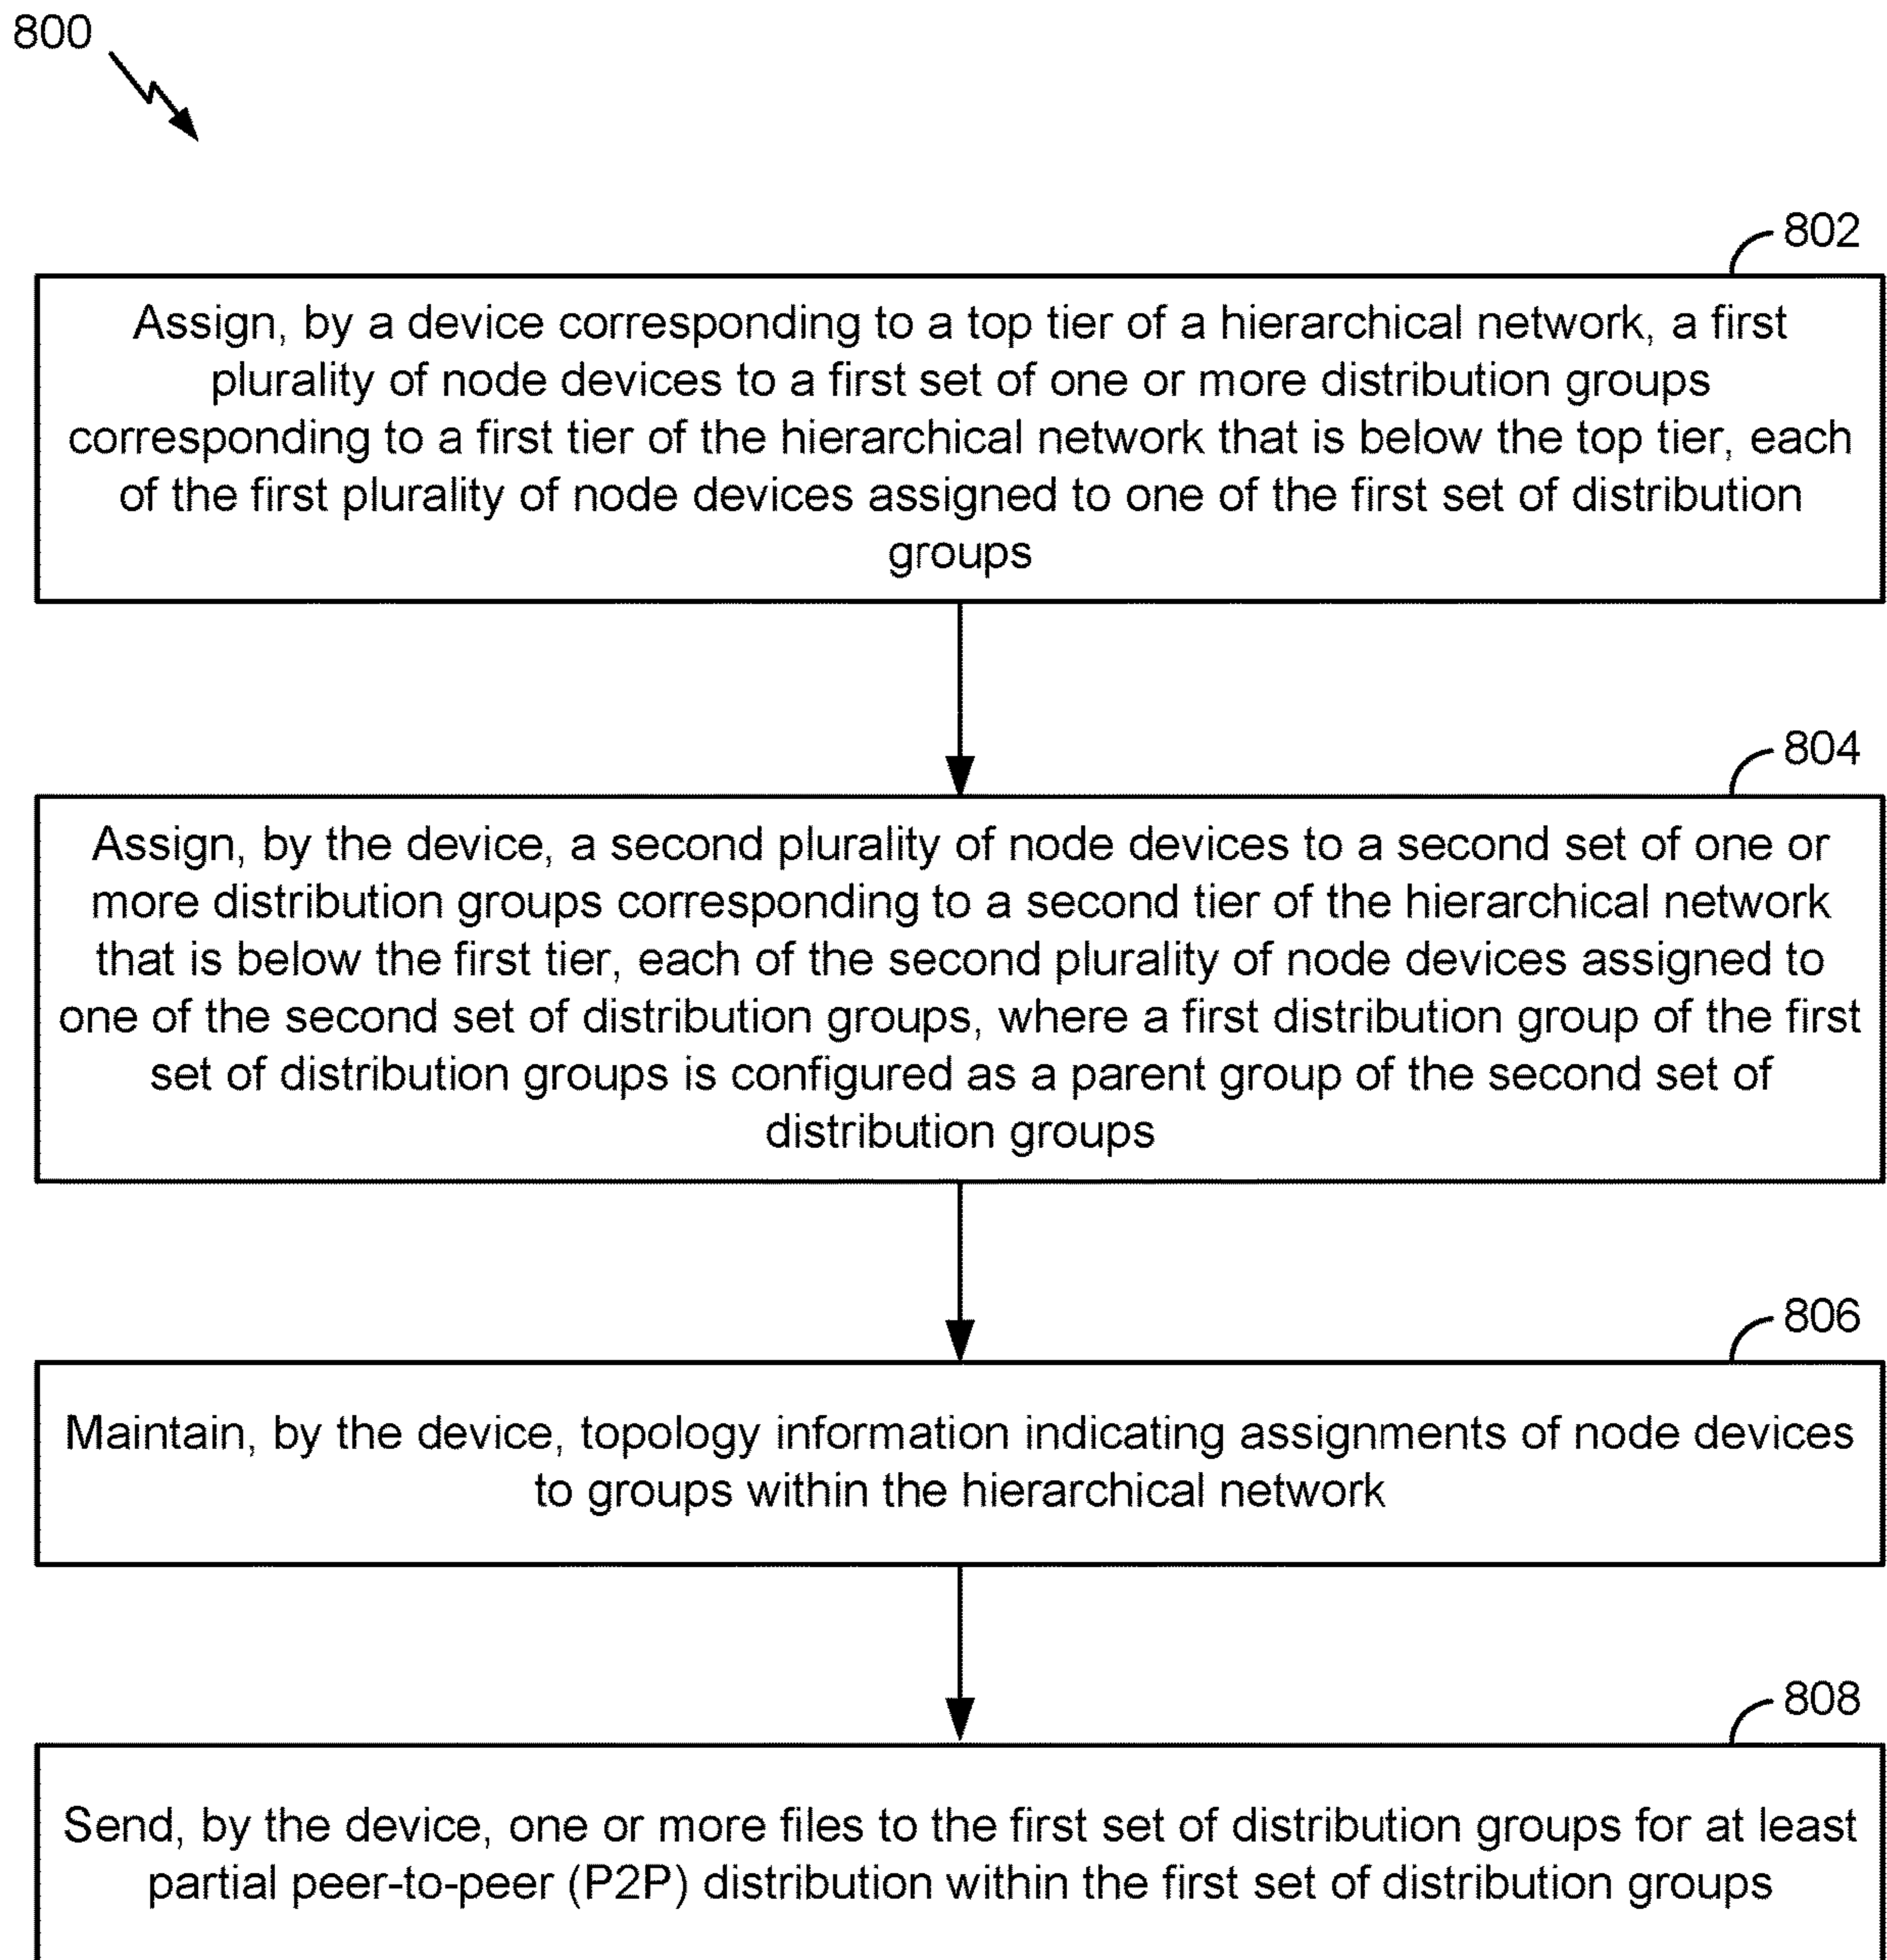 800
802
Assign, by a device corresponding to a top tier of a hierarchical network, a first
plurality of node devices to a first set of one or more distribution groups
corresponding to a first tier of the hierarchical network that is below the top tier, each
of the first plurality of node devices assigned to one of the first set of distribution
groups
804
Assign, by the device, a second plurality of node devices to a second set of one or
more distribution groups corresponding to a second tier of the hierarchical network
that is below the first tier, each of the second plurality of node devices assigned to
one of the second set of distribution groups, where a first distribution group of the first
set of distribution groups is configured as a parent group of the second set of
distribution groups
806
Maintain, by the device, topology information indicating assignments of node devices
to groups within the hierarchical network
808
Send, by the device, one or more files to the first set of distribution groups for at least
partial peer-to-peer (P2P) distribution within the first set of distribution groups